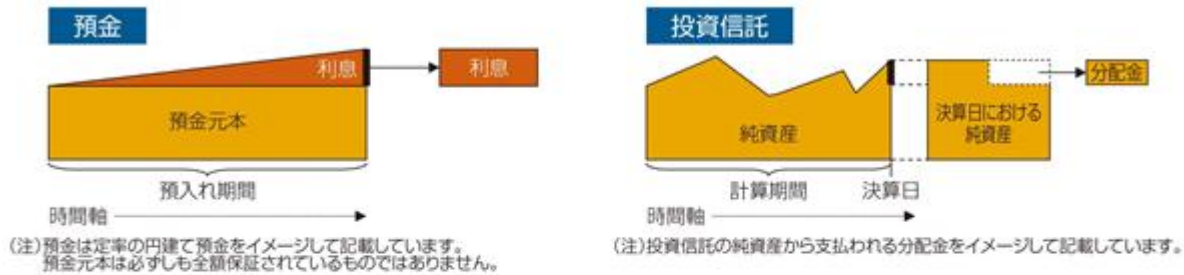 預金
利息
利息
預金元本
預入れ期間
時間軸
(注)預金は定率の円建て預金をイメージして記載しています。
預金元本は必ずしも全額保証されているものではありません。
投資信託
分配金
決算日における
純資産
純資産
計算期間
決算日
時間軸
(注)投資信託の純資産から支払われる分配金をイメージして記載しています。